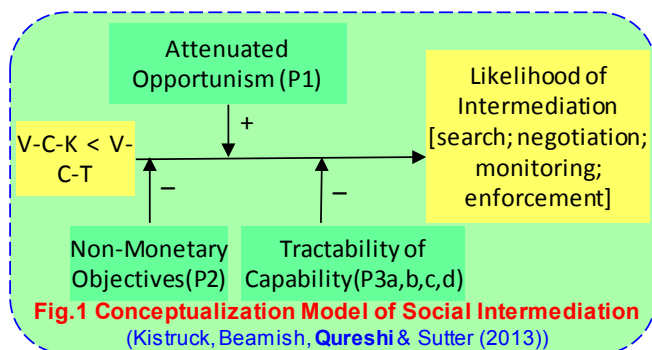 Attenuated
Opportunism (P1)
Likelihood of
Intermediation
[search; negotiation;
monitoring;
enforcement]
+
V-C-K < V-
C-T
–
–
Non-Monetary
Objectives(P2)
Tractability of
Capability(P3a,b,c,d)
Fig.1 Conceptualization Model of Social Intermediation
(Kistruck, Beamish, Qureshi & Sutter (2013))